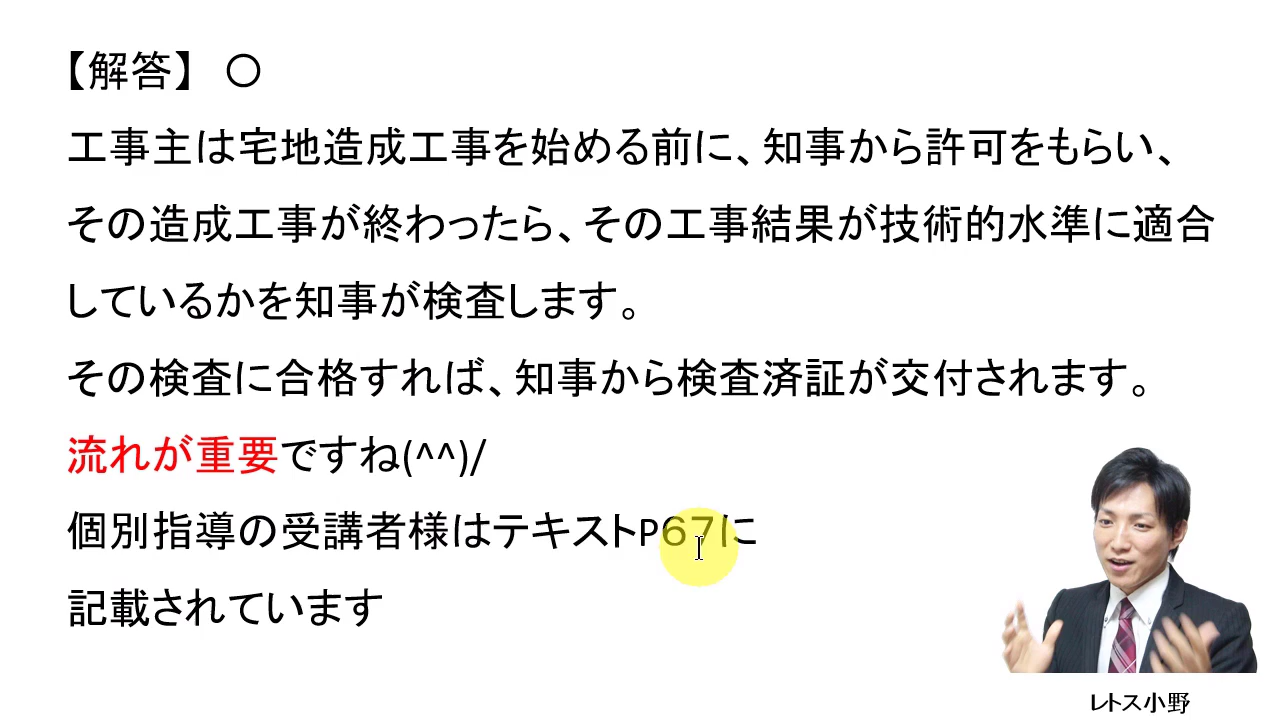 【解答】　〇
工事主は宅地造成工事を始める前に、知事から許可をもらい、
その造成工事が終わったら、その工事結果が技術的水準に適合
しているかを知事が検査します。
その検査に合格すれば、知事から検査済証が交付されます。
流れが重要ですね(^^)/
個別指導の受講者様はテキストP６７に
記載されています
レトス小野